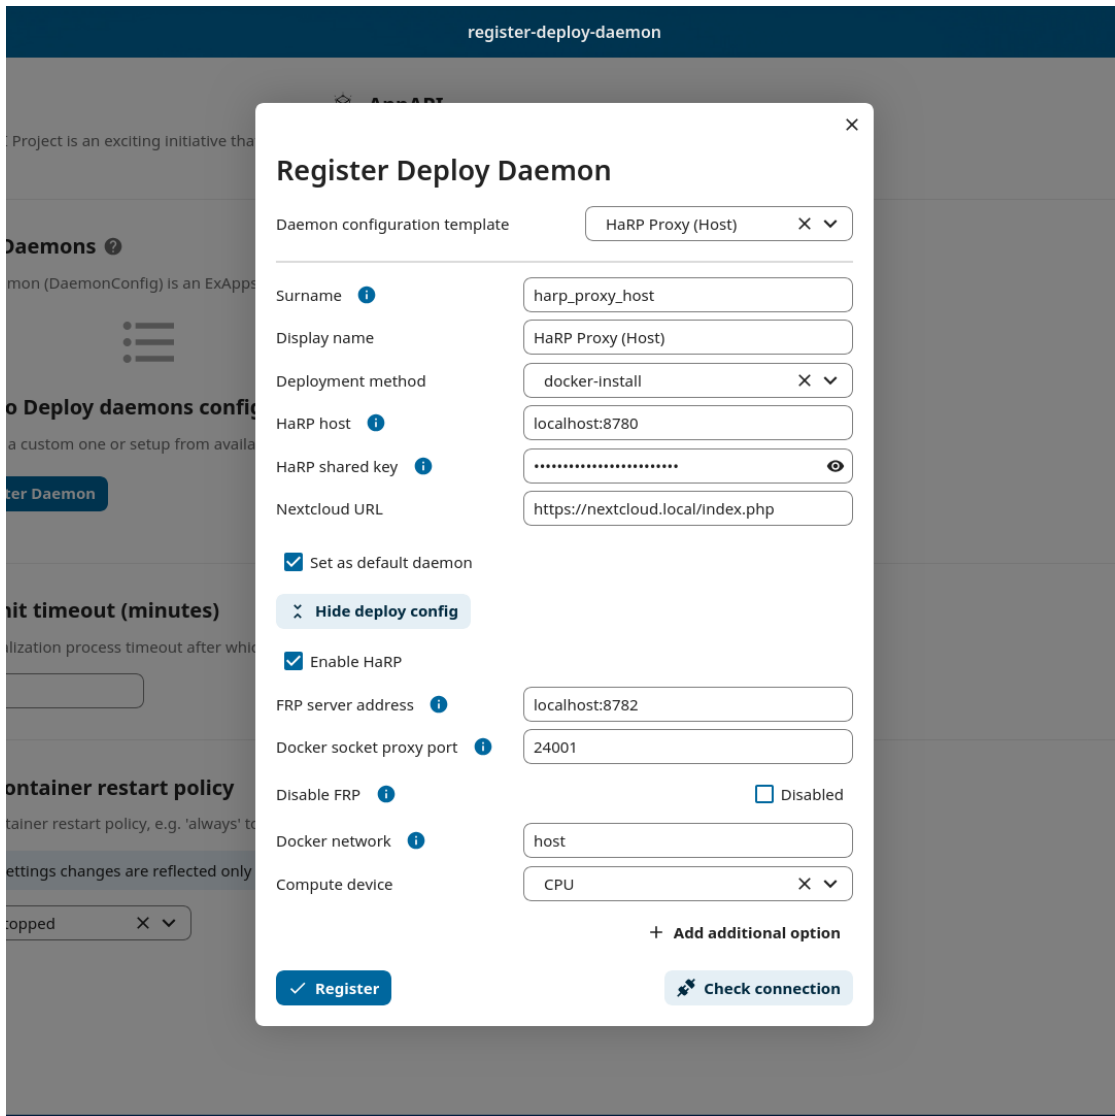 register-deploy-daemon
AppAPI
Project is an exciting initiative tha
Register Deploy Daemon
Daemon configuration template
HaRP Proxy (Host)
Daemons
mon (DaemonConfig) is an ExApps
o Deploy daemons config
a custom one or setup from availa
ter Daemon
nit timeout (minutes)
lization process timeout after whic
ontainer restart policy
tainer restart policy, e.g. 'always' to
ettings changes are reflected only
topped
Surname
harp_proxy_host
Display name
HaRP Proxy (Host)
Deployment method
docker-install
HaRP host
localhost:8780
HaRP shared key
•••••••••••••••••••••••••
Nextcloud URL
https://nextcloud.local/index.php
Set as default daemon
Hide deploy config
Enable HaRP
FRP server address
localhost:8782
Docker socket proxy port
24001
Disable FRP
Disabled
Docker network
host
Compute device
CPU
+ Add additional option
Register
Check connection